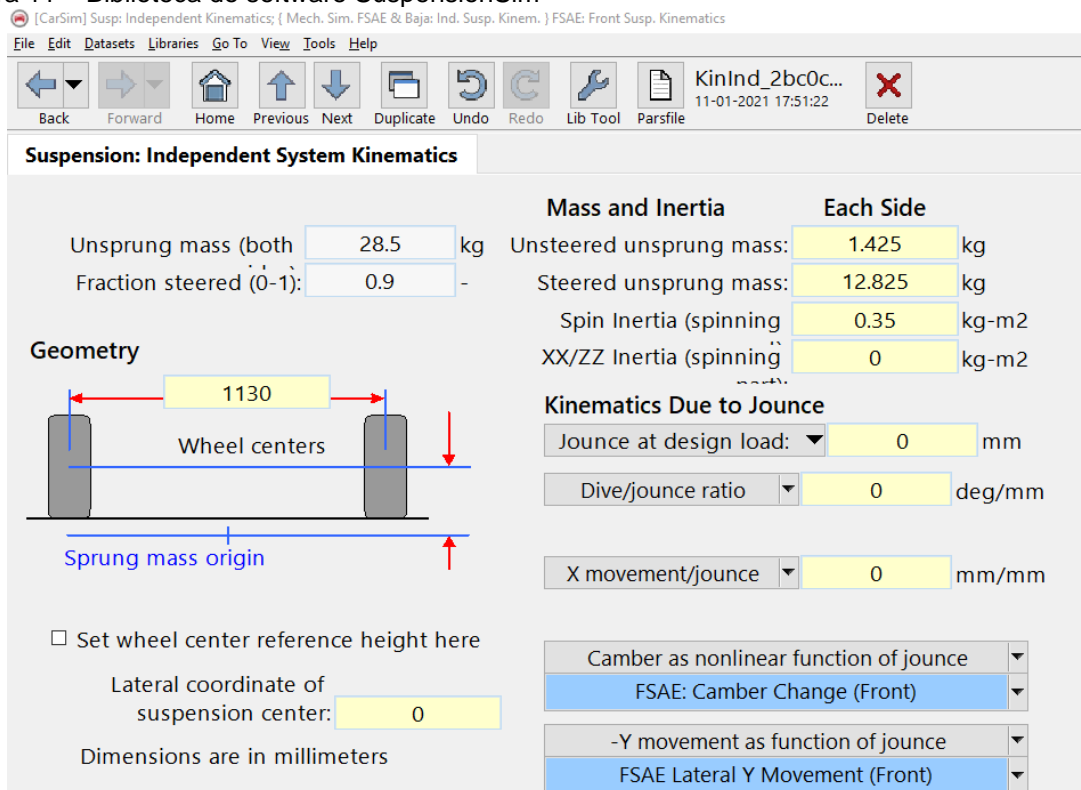 [CarSim] Susp: Independent Kinematics; { Mech. Sim. FSAE & Baja: Ind. Susp. Kinem. } FSAE: Front Susp. Kinematics
File Edit Datasets Libraries Go To View Tools Help
KinInd_2bc0c...
11-01-2021 17:51:22
Back Forward Home Previous Next Duplicate Undo Redo Lib Tool Parsfile Delete
Suspension: Independent System Kinematics
Mass and Inertia Each Side
Unsprung mass (both 28.5 kg Unsteered unsprung mass: 1.425 kg
Fraction steered (0-1): 0.9 - Steered unsprung mass: 12.825 kg
Spin Inertia (spinning 0.35 kg-m2
Geometry XX/ZZ Inertia (spinning 0 kg-m2
1130 Kinematics Due to Jounce
Wheel centers Jounce at design load: 0 mm
Dive/jounce ratio 0 deg/mm
Sprung mass origin X movement/jounce 0 mm/mm
Set wheel center reference height here
Camber as nonlinear function of jounce
Lateral coordinate of FSAE: Camber Change (Front)
suspension center: 0
-Y movement as function of jounce
Dimensions are in millimeters
FSAE Lateral Y Movement (Front)